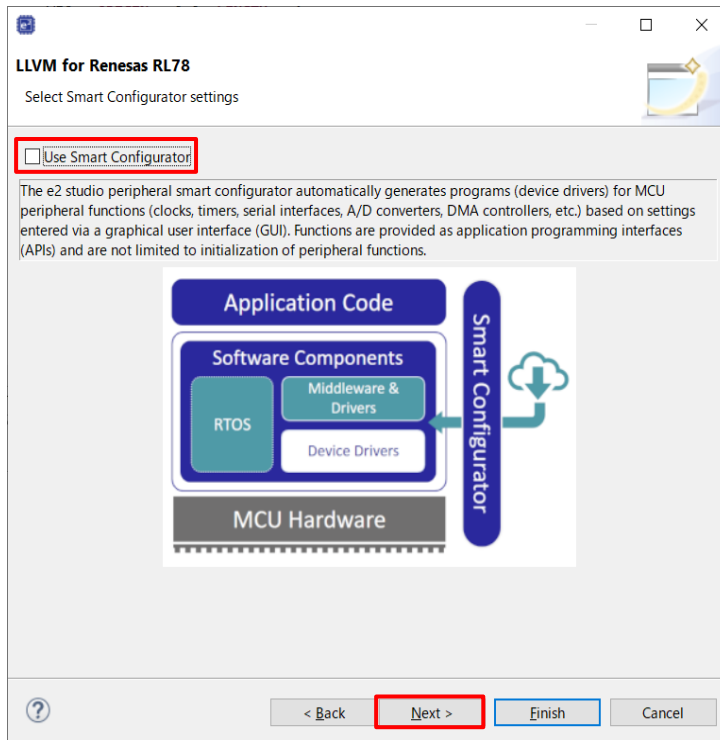 LLVM for Renesas RL78
Select Smart Configurator settings
Use Smart Configurator
The e2 studio peripheral smart configurator automatically generates programs (device drivers) for MCU
peripheral functions (clocks, timers, serial interfaces, A/D converters, DMA controllers, etc.) based on settings
entered via a graphical user interface (GUI). Functions are provided as application programming interfaces
(APIs) and are not limited to initialization of peripheral functions.
Application Code
Software Components
RTOS
Middleware &
Drivers
Device Drivers
MCU Hardware
Smart Configurator
< Back
Next >
Finish
Cancel